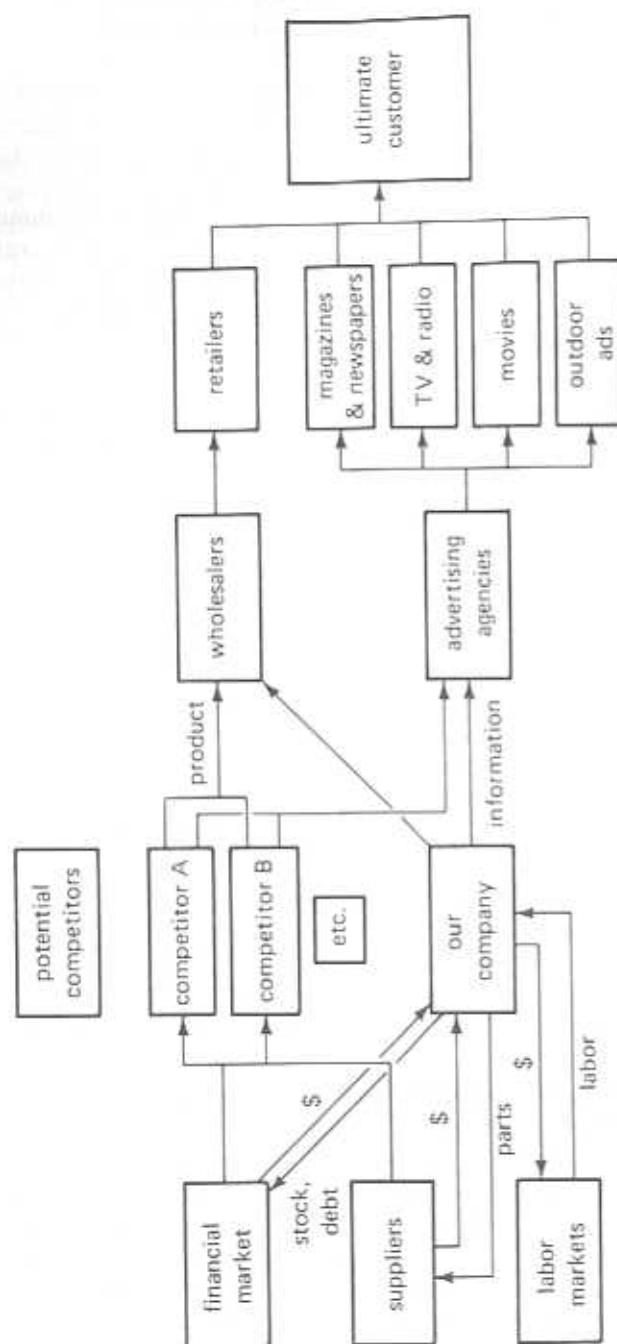 potential
competitors
financial
market
stock,
debt
$
suppliers
$
parts
labor
markets
$
labor
competitor A
competitor B
etc.
our
company
product
information
wholesalers
advertising
agencies
retailers
magazines
& newspapers
TV & radio
movies
outdoor
ads
ultimate
customer